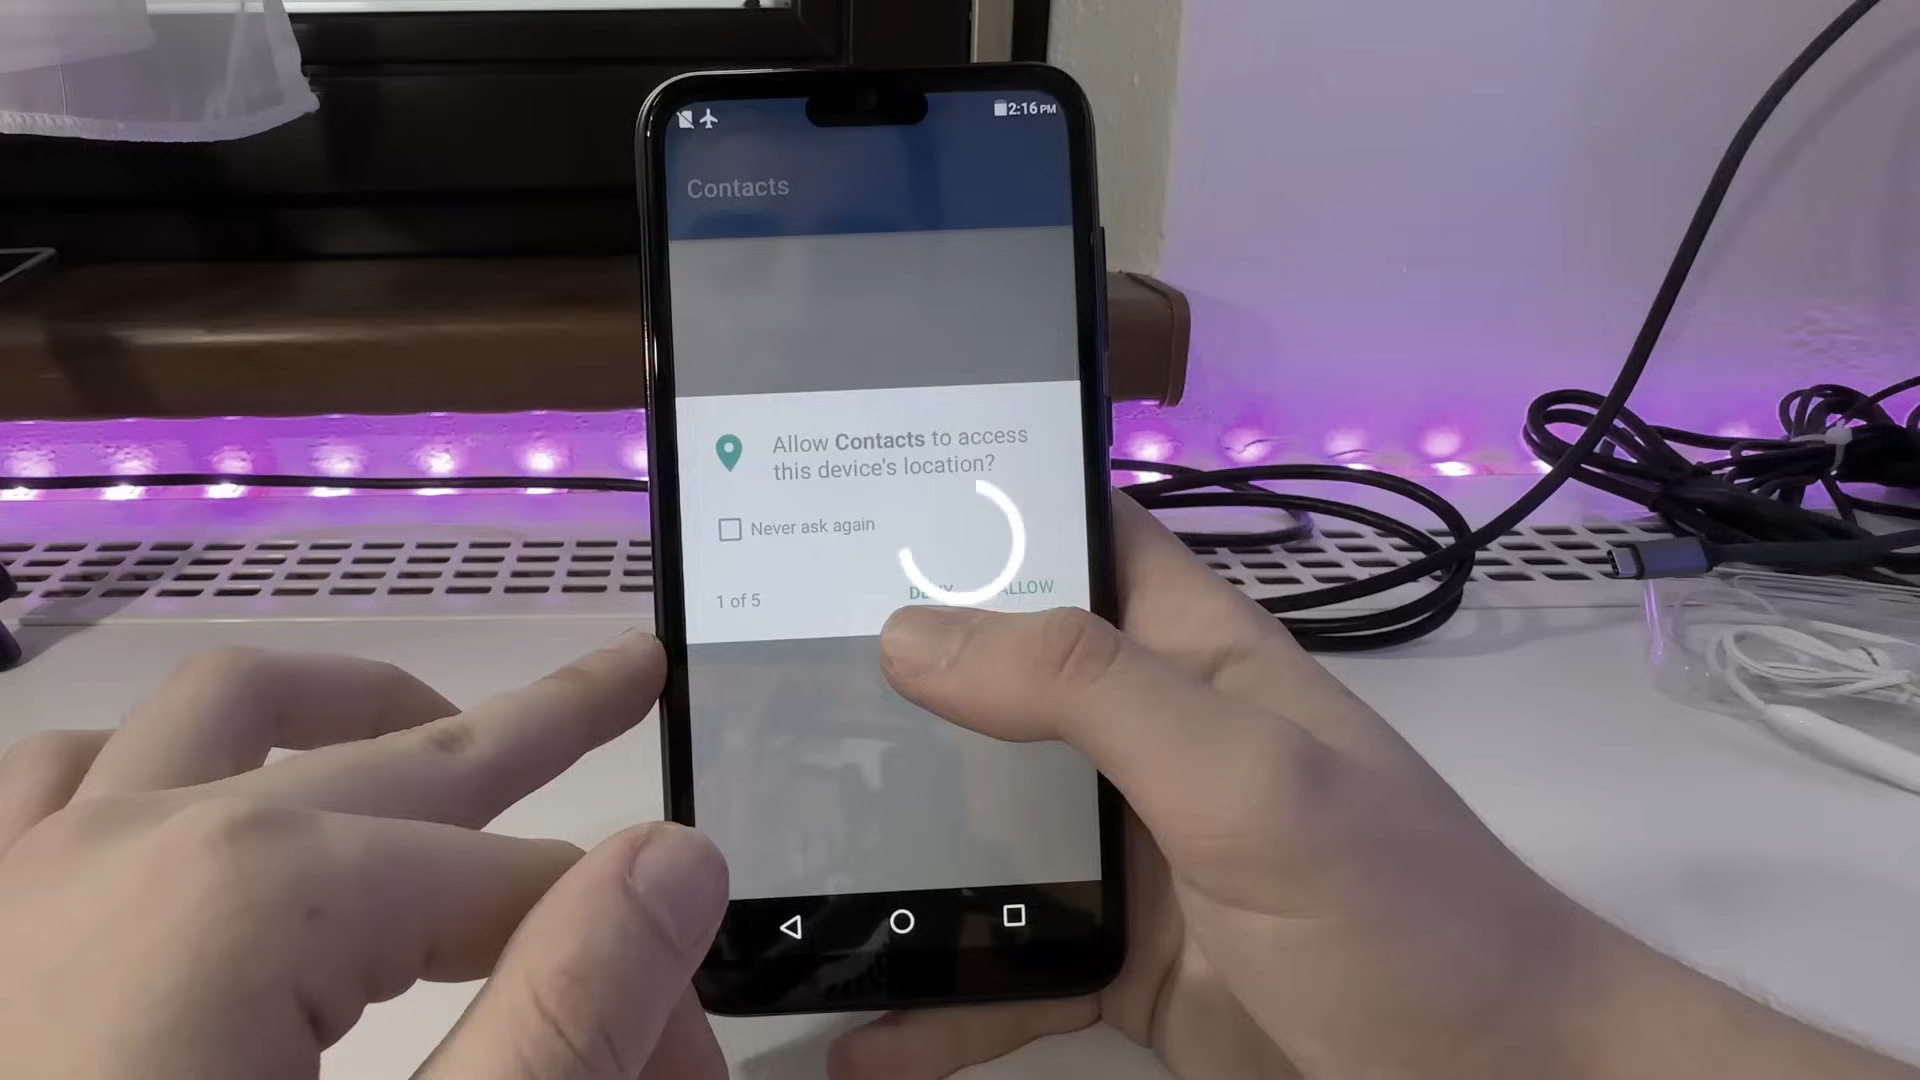 2:16 PM
Contacts
Allow Contacts to access
this device's location?
Never ask again
1 of 5
DENY ALLOW